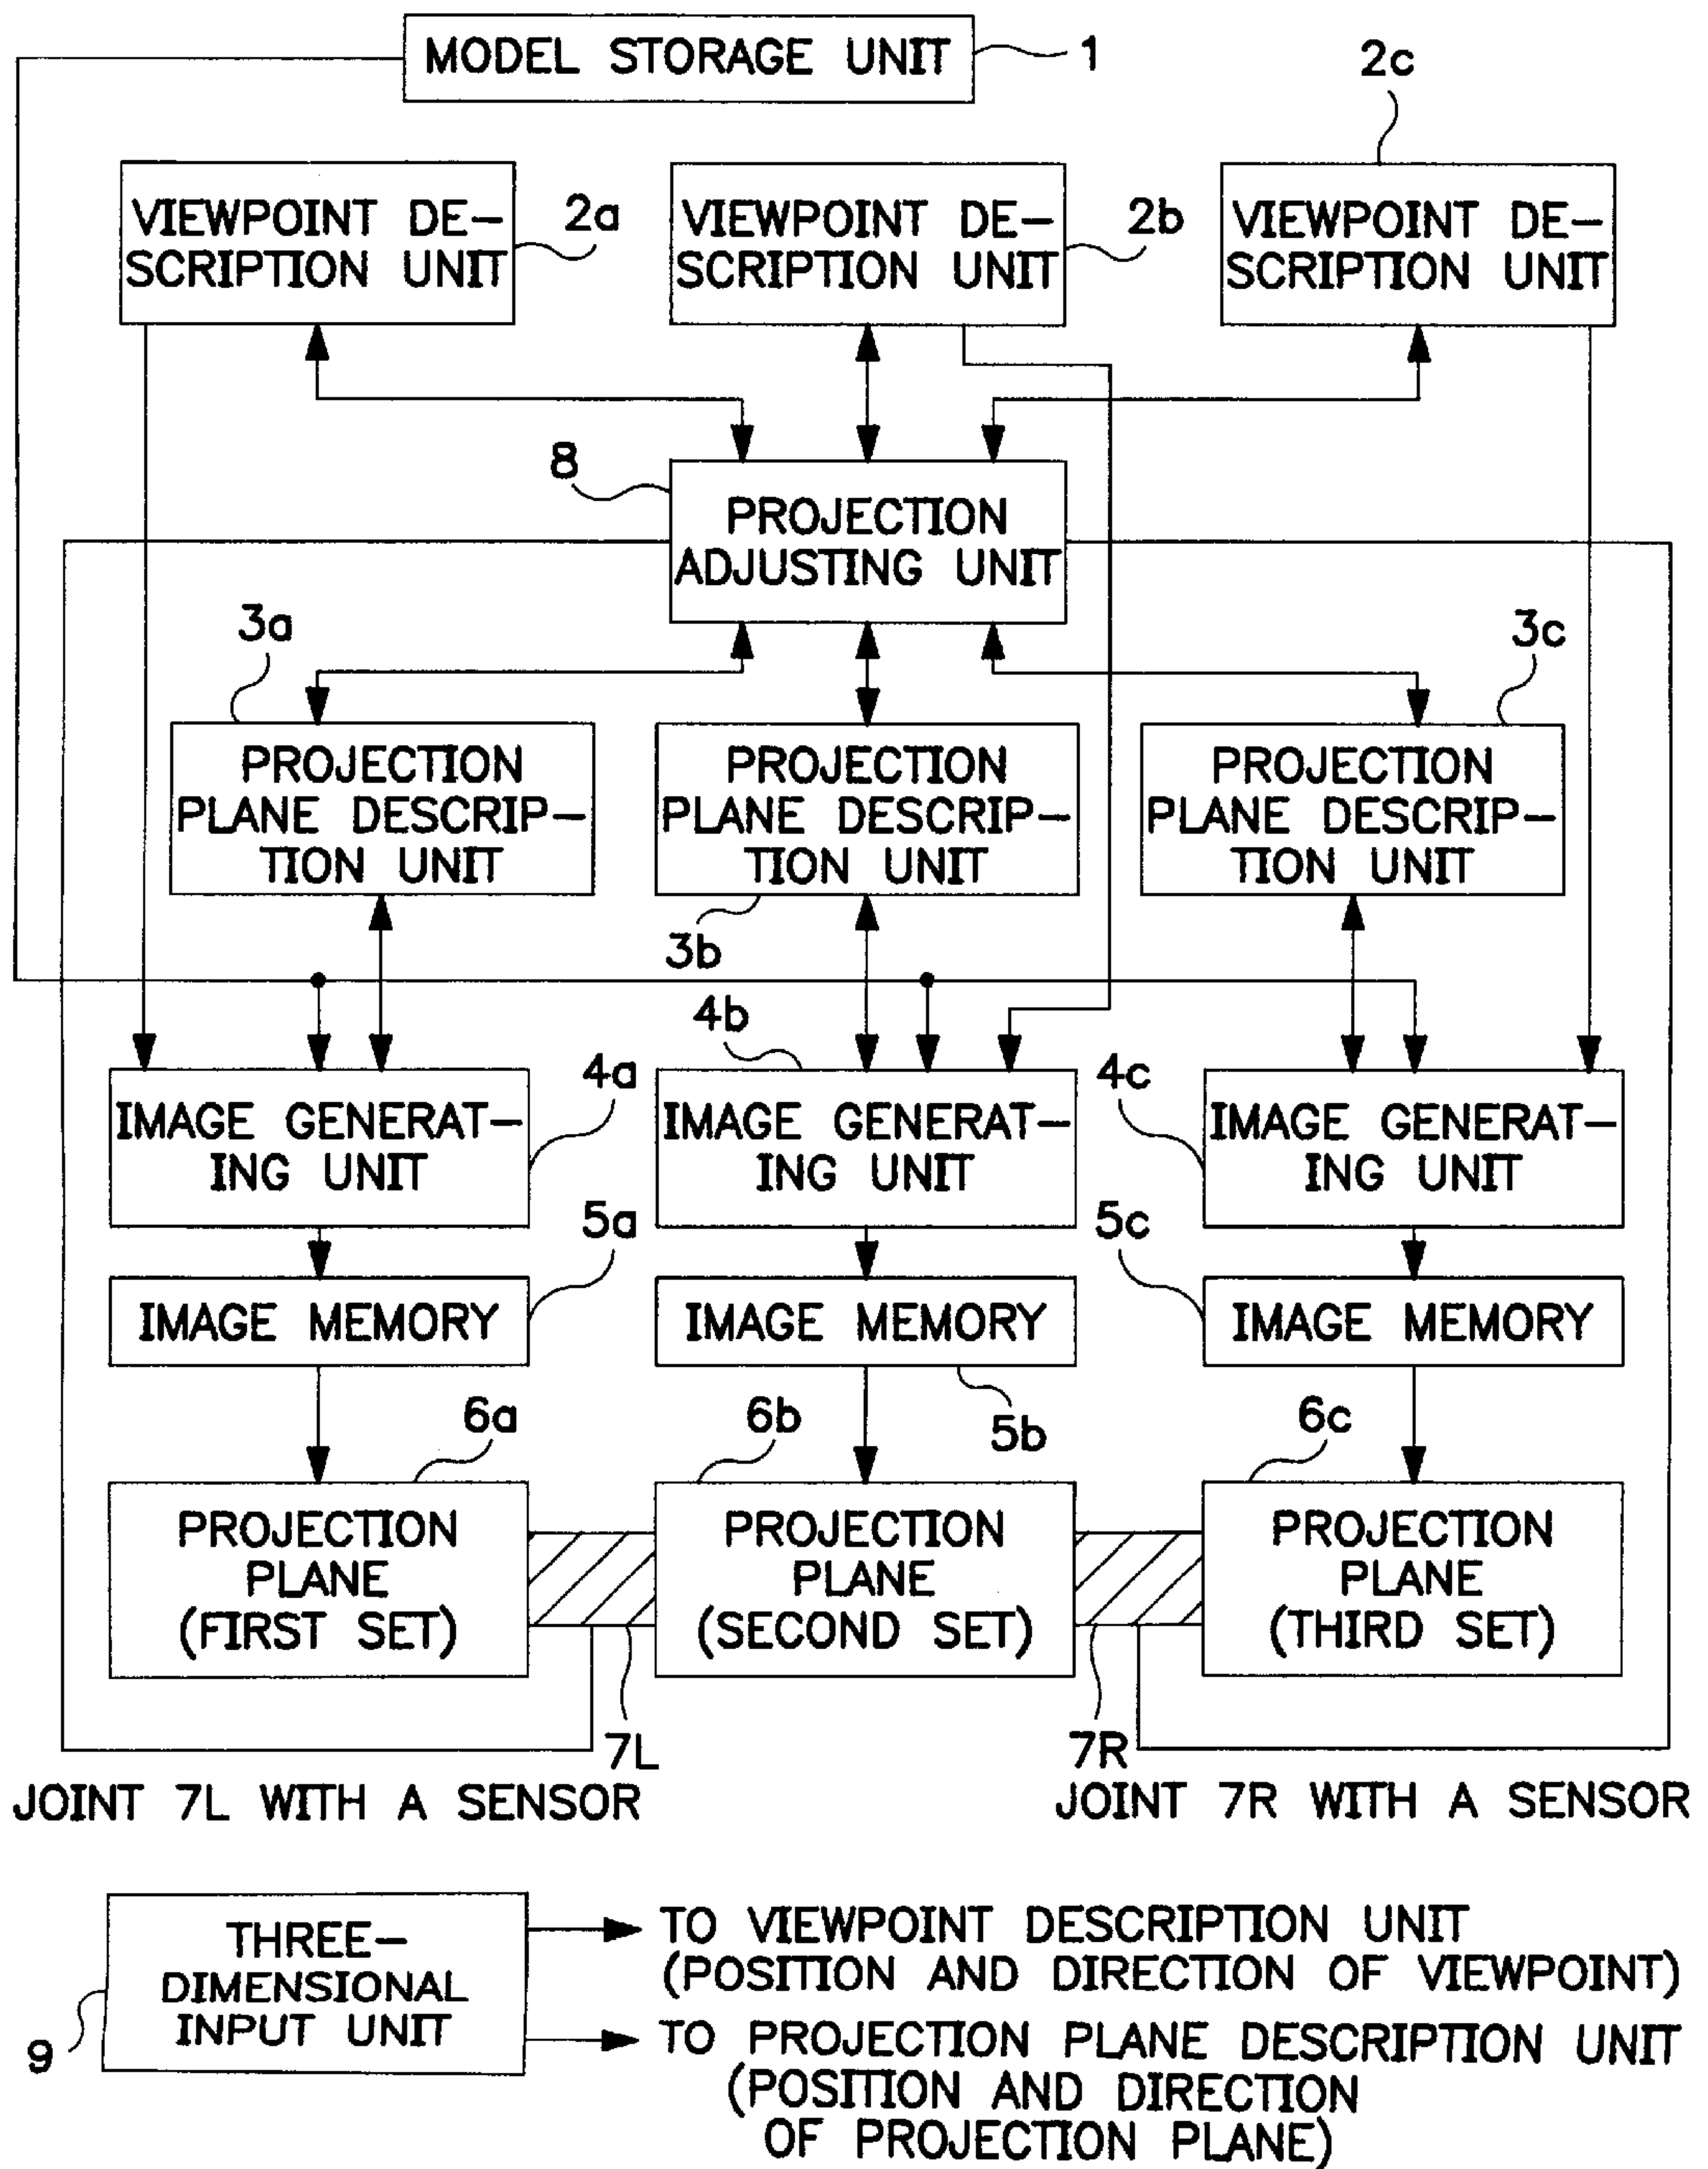 MODEL STORAGE UNIT
1
2c
VIEWPOINT DE-
SCRIPTION UNIT
2a
VIEWPOINT DE-
SCRIPTION UNIT
2b
VIEWPOINT DE-
SCRIPTION UNIT
8
PROJECTION
ADJUSTING UNIT
3a
3c
PROJECTION
PLANE DESCRIP-
TION UNIT
PROJECTION
PLANE DESCRIP-
TION UNIT
PROJECTION
PLANE DESCRIP-
TION UNIT
3b
4b
4a
4c
IMAGE GENERAT-
ING UNIT
IMAGE GENERAT-
ING UNIT
IMAGE GENERAT-
ING UNIT
5a
5c
IMAGE MEMORY
IMAGE MEMORY
IMAGE MEMORY
6a
6b
5b
6c
PROJECTION
PLANE
(FIRST SET)
PROJECTION
PLANE
(SECOND SET)
PROJECTION
PLANE
(THIRD SET)
7L
7R
JOINT 7L WITH A SENSOR
JOINT 7R WITH A SENSOR
THREE-
DIMENSIONAL
INPUT UNIT
9
TO VIEWPOINT DESCRIPTION UNIT
(POSITION AND DIRECTION OF VIEWPOINT)
TO PROJECTION PLANE DESCRIPTION UNIT
(POSITION AND DIRECTION
OF PROJECTION PLANE)